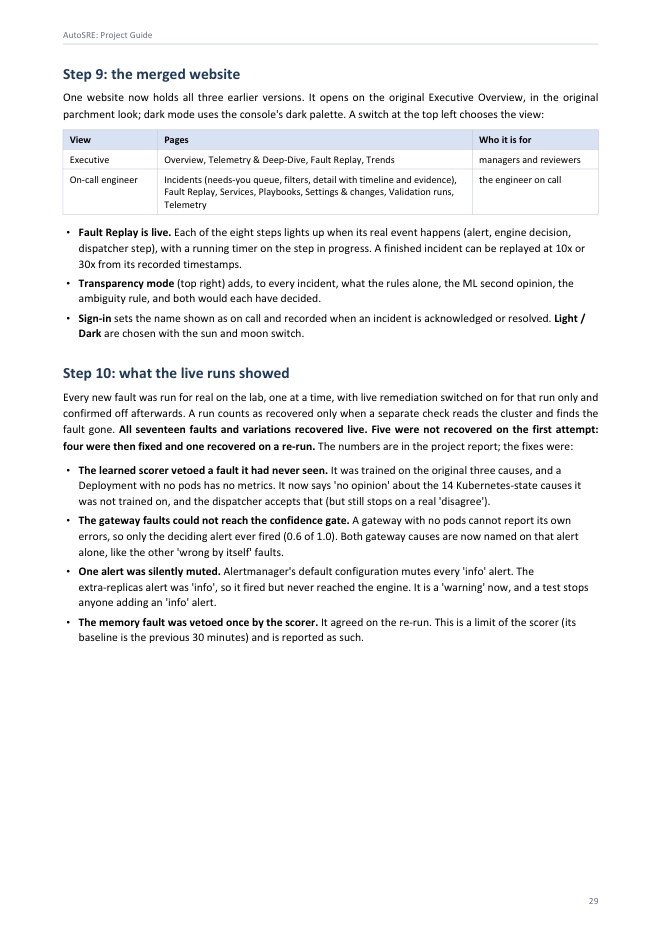 AutoSRE: Project Guide
Step 9: the merged website
One website now holds all three earlier versions. It opens on the original Executive Overview, in the original
parchment look; dark mode uses the console's dark palette. A switch at the top left chooses the view:
View Pages Who it is for
Executive Overview, Telemetry & Deep-Dive, Fault Replay, Trends managers and reviewers
On-call engineer Incidents (needs-you queue, filters, detail with timeline and evidence), the engineer on call
Fault Replay, Services, Playbooks, Settings & changes, Validation runs,
Telemetry
• Fault Replay is live. Each of the eight steps lights up when its real event happens (alert, engine decision,
dispatcher step), with a running timer on the step in progress. A finished incident can be replayed at 10x or
30x from its recorded timestamps.
• Transparency mode (top right) adds, to every incident, what the rules alone, the ML second opinion, the
ambiguity rule, and both would each have decided.
• Sign-in sets the name shown as on call and recorded when an incident is acknowledged or resolved. Light /
Dark are chosen with the sun and moon switch.
Step 10: what the live runs showed
Every new fault was run for real on the lab, one at a time, with live remediation switched on for that run only and
confirmed off afterwards. A run counts as recovered only when a separate check reads the cluster and finds the
fault gone. All seventeen faults and variations recovered live. Five were not recovered on the first attempt:
four were then fixed and one recovered on a re-run. The numbers are in the project report; the fixes were:
• The learned scorer vetoed a fault it had never seen. It was trained on the original three causes, and a
Deployment with no pods has no metrics. It now says 'no opinion' about the 14 Kubernetes-state causes it
was not trained on, and the dispatcher accepts that (but still stops on a real 'disagree').
• The gateway faults could not reach the confidence gate. A gateway with no pods cannot report its own
errors, so only the deciding alert ever fired (0.6 of 1.0). Both gateway causes are now named on that alert
alone, like the other 'wrong by itself' faults.
• One alert was silently muted. Alertmanager's default configuration mutes every 'info' alert. The
extra-replicas alert was 'info', so it fired but never reached the engine. It is a 'warning' now, and a test stops
anyone adding an 'info' alert.
• The memory fault was vetoed once by the scorer. It agreed on the re-run. This is a limit of the scorer (its
baseline is the previous 30 minutes) and is reported as such.
29